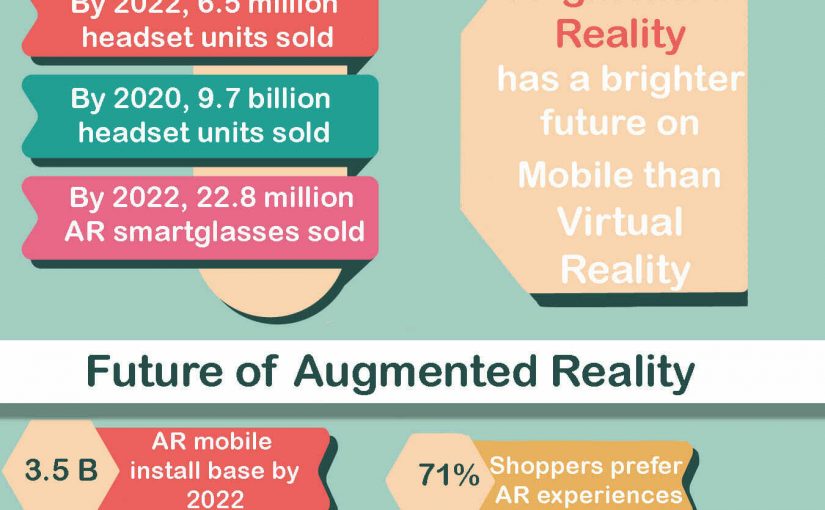 By 2022, 6.5 million
headset units sold
By 2020, 9.7 billion
headset units sold
By 2022, 22.8 million
AR smartglasses sold
Augmented
Reality
has a brighter
future on
Mobile than
Virtual
Reality
Future of Augmented Reality
3.5 B
AR mobile
install base by
2022
71%
Shoppers prefer
AR experiences